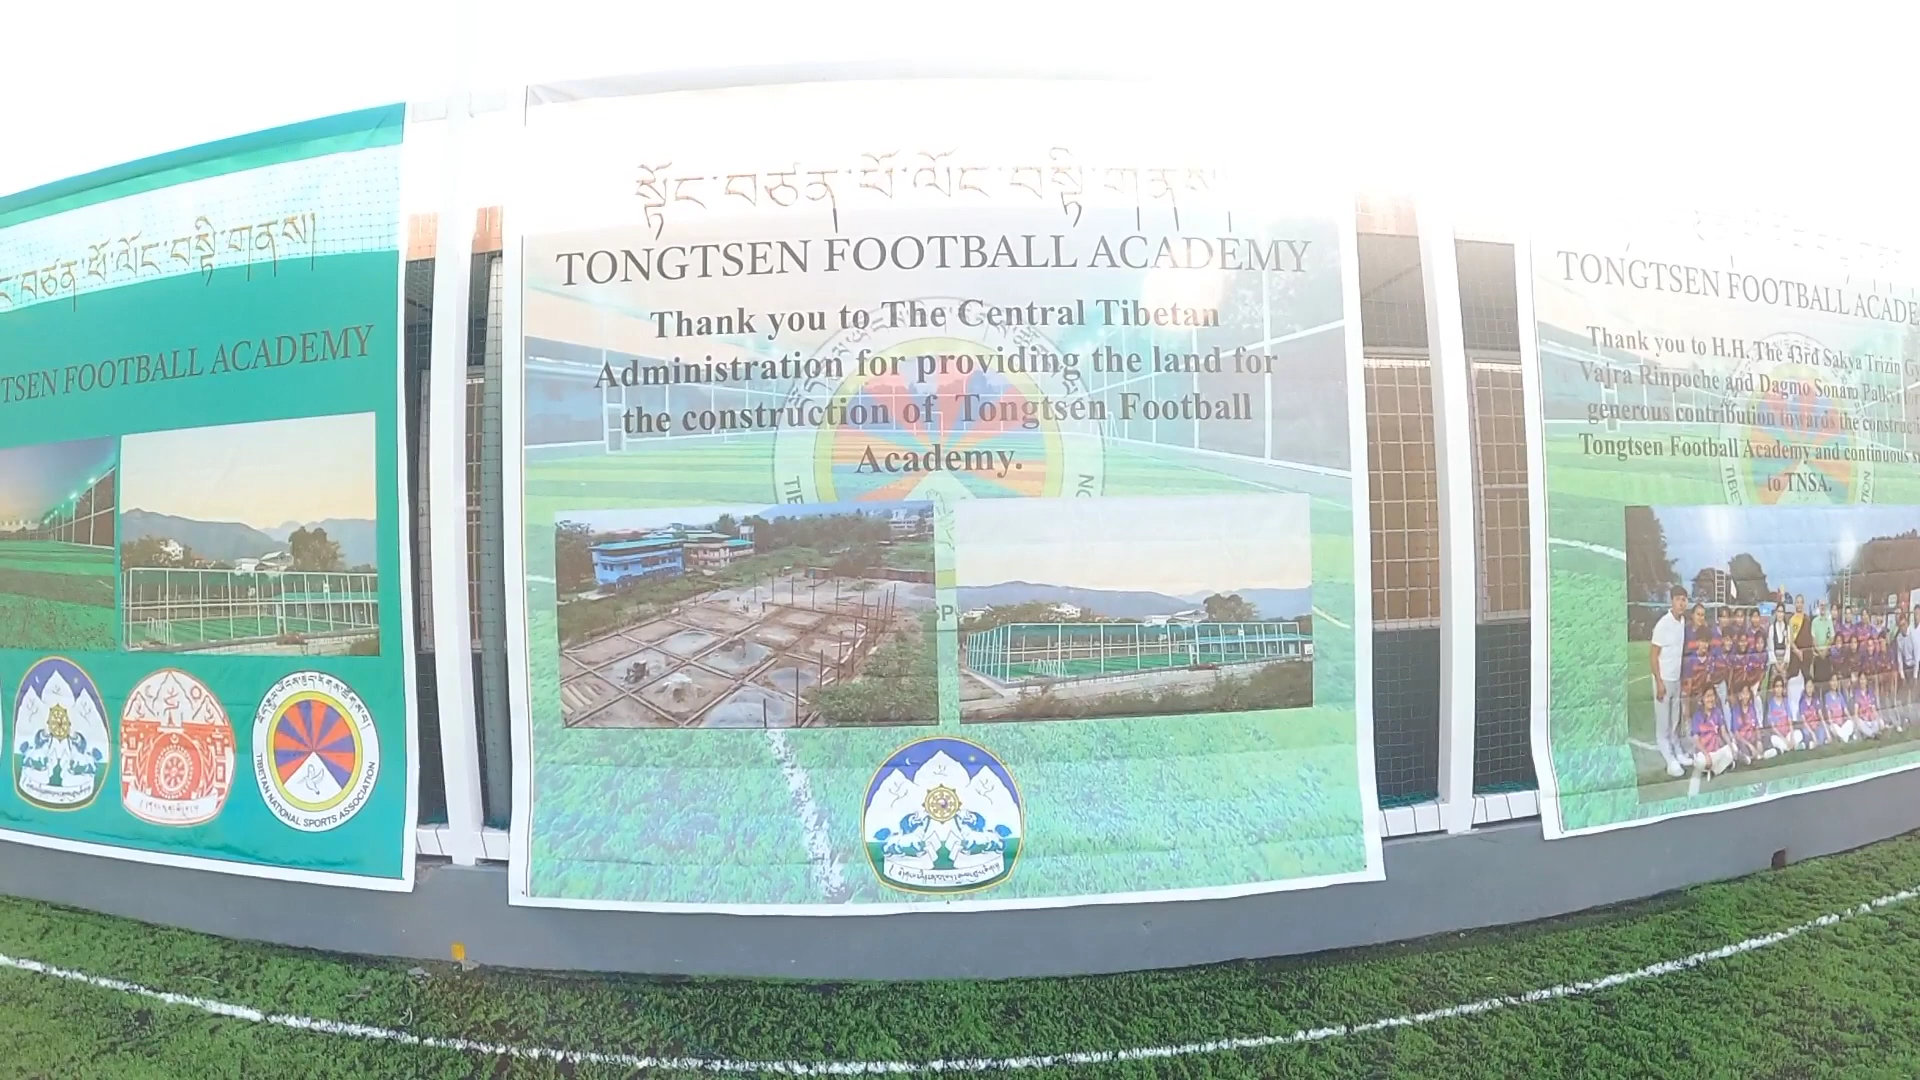 བཙན་ཕོ་ལོང་བསྟི་གནས།
TSEN FOOTBALL ACADEMY
TIBETAN NATIONAL SPORTS ASSOCIATION
སྟོང་བཙན་ཕོ་ལོང་བསྟི་གནས
TONGTSEN FOOTBALL ACADEMY
Thank you to The Central Tibetan
Administration for providing the land for
the construction of Tongtsen Football
Academy.
TONGTSEN FOOTBALL ACADE
Thank you to H.H. The 43rd Sakya Trizin
Vajra Rinpoche and Dagmo Sonam Palkyi
generous contribution towards the
Tongtsen Football Academy and continuous
to TNSA.